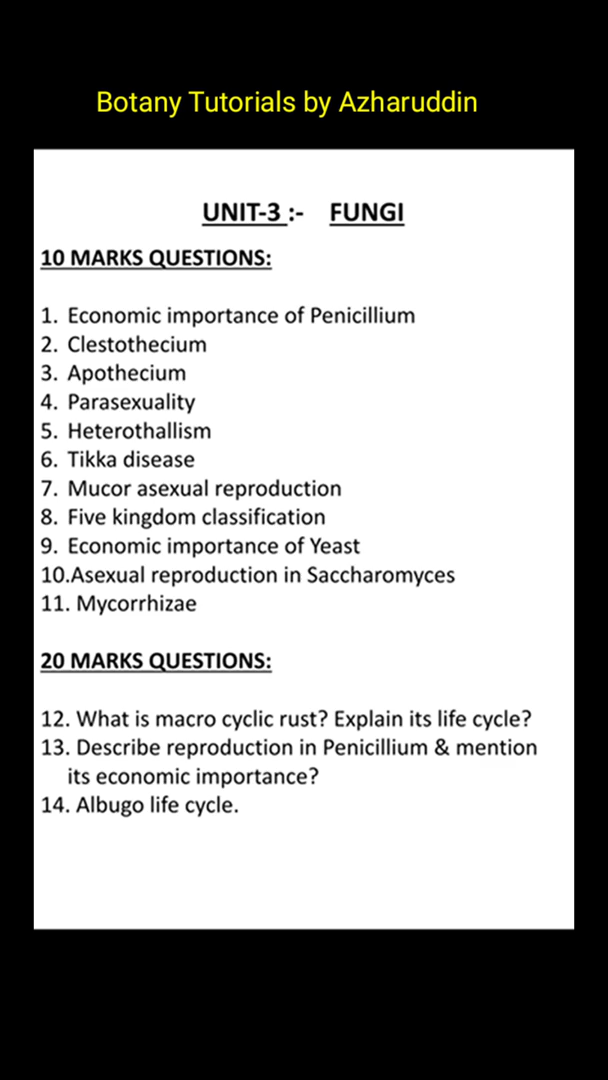 Botany Tutorials by Azharuddin
UNIT-3 :- FUNGI
10 MARKS QUESTIONS:
1. Economic importance of Penicillium
2. Clestothecium
3. Apothecium
4. Parasexuality
5. Heterothallism
6. Tikka disease
7. Mucor asexual reproduction
8. Five kingdom classification
9. Economic importance of Yeast
10.Asexual reproduction in Saccharomyces
11. Mycorrhizae
20 MARKS QUESTIONS:
12. What is macro cyclic rust? Explain its life cycle?
13. Describe reproduction in Penicillium & mention
its economic importance?
14. Albugo life cycle.